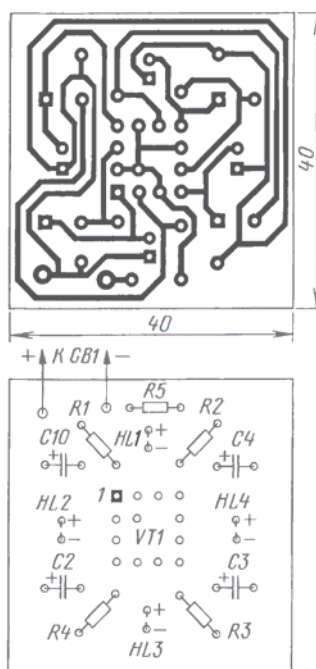 40
40
+ К GB1 −
R5
R1 R2
HL1 +
−
C10 C4
+ +
1
HL2 HL4
+ VT1 +
− −
C2 C3
+ +
R4 R3
HL3 +
−